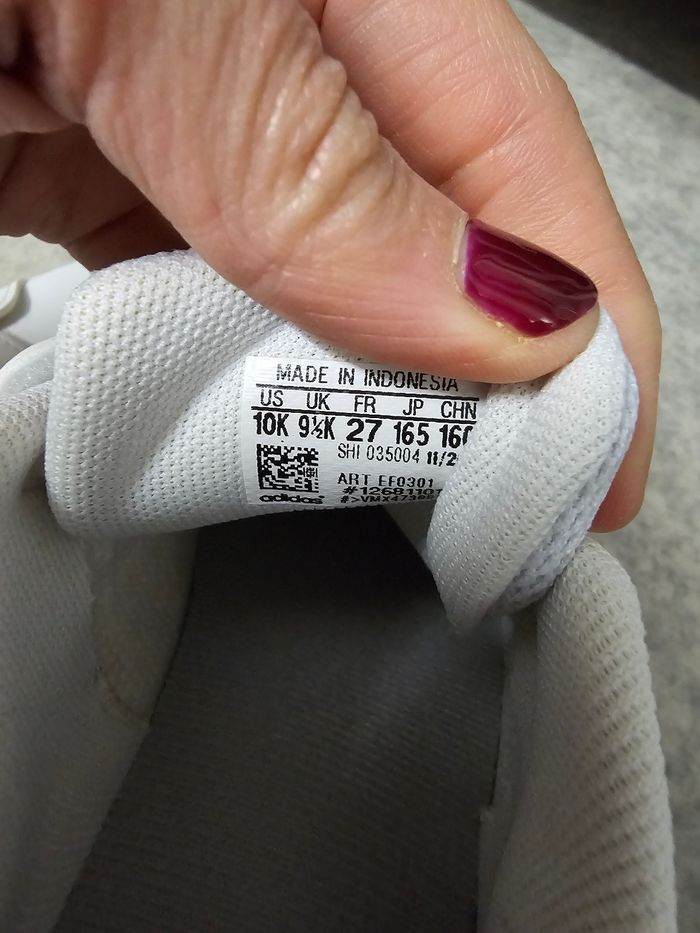 MADE IN INDONESIA
US UK FR JP CHN
10K 9½K 27 165
SHI 035004
ART EF0301
adidas